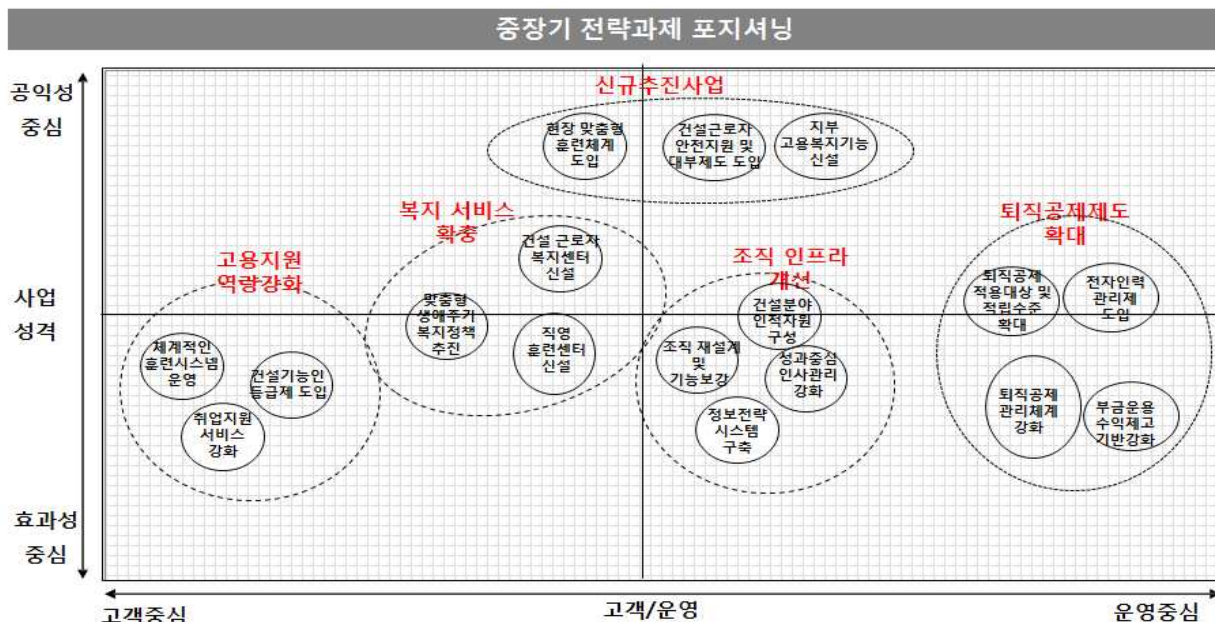 중장기 전략과제 포지셔닝
공익성
중심
사업
성격
효과성
중심
신규추진사업
현장 맞춤형
훈련체계
도입
건설근로자
안전지원 및
대부제도 도입
지부
고용복지기능
신설
복지 서비스
확충
건설 근로자
복지센터
신설
맞춤형
생애주기
복지정책
추진
직영
훈련센터
신설
고용지원
역량강화
체계적인
훈련시스템
운영
건설기능인
등급제 도입
취업지원
서비스
강화
조직 인프라
개선
건설분야
인적자원
구성
조직 재설계
및
기능보강
성과중심
인사관리
강화
정보전략
시스템
구축
퇴직공제제도
확대
퇴직공제
적용대상 및
적립수준
확대
전자인력
관리제
도입
퇴직공제
관리체계
강화
부금운용
수익제고
기반강화
고객중심
고객/운영
운영중심